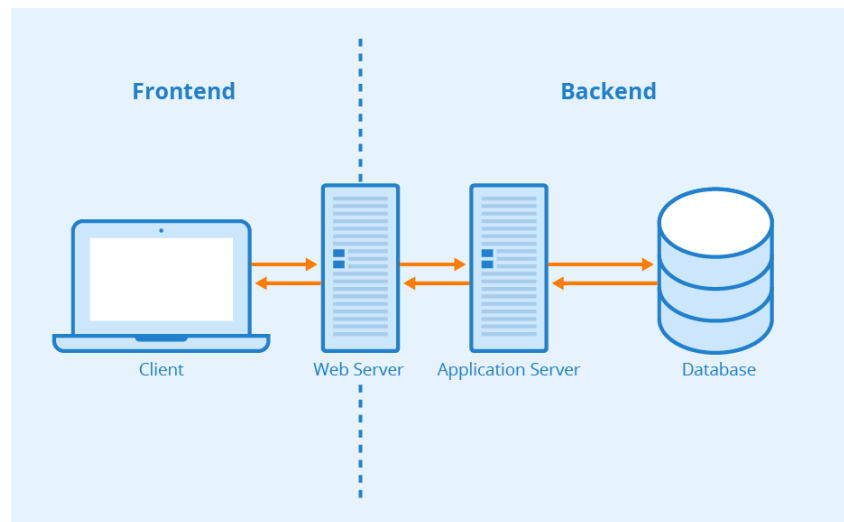 Frontend
Backend
Client
Web Server
Application Server
Database